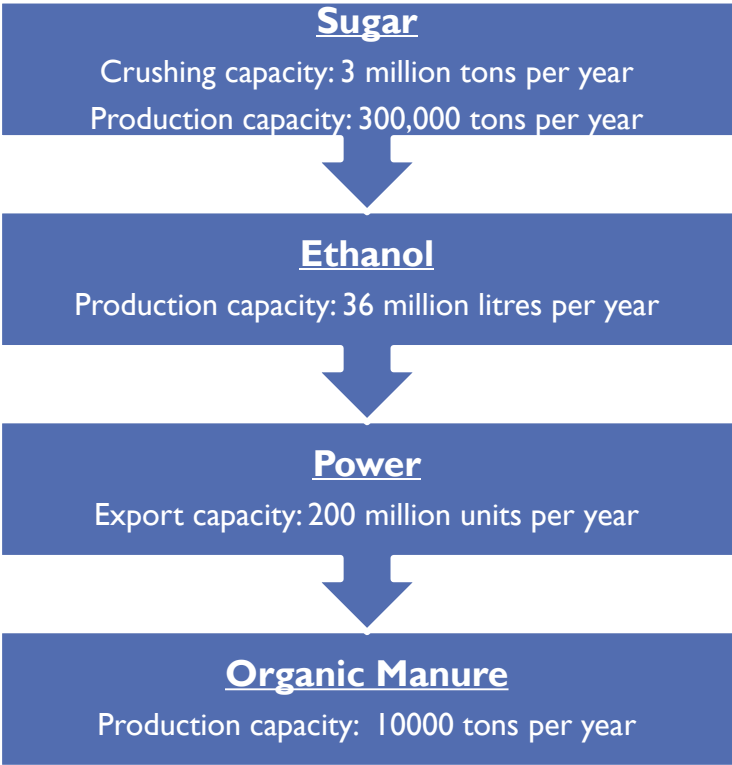 Sugar
Crushing capacity: 3 million tons per year
Production capacity: 300,000 tons per year
Ethanol
Production capacity: 36 million litres per year
Power
Export capacity: 200 million units per year
Organic Manure
Production capacity:  10000 tons per year